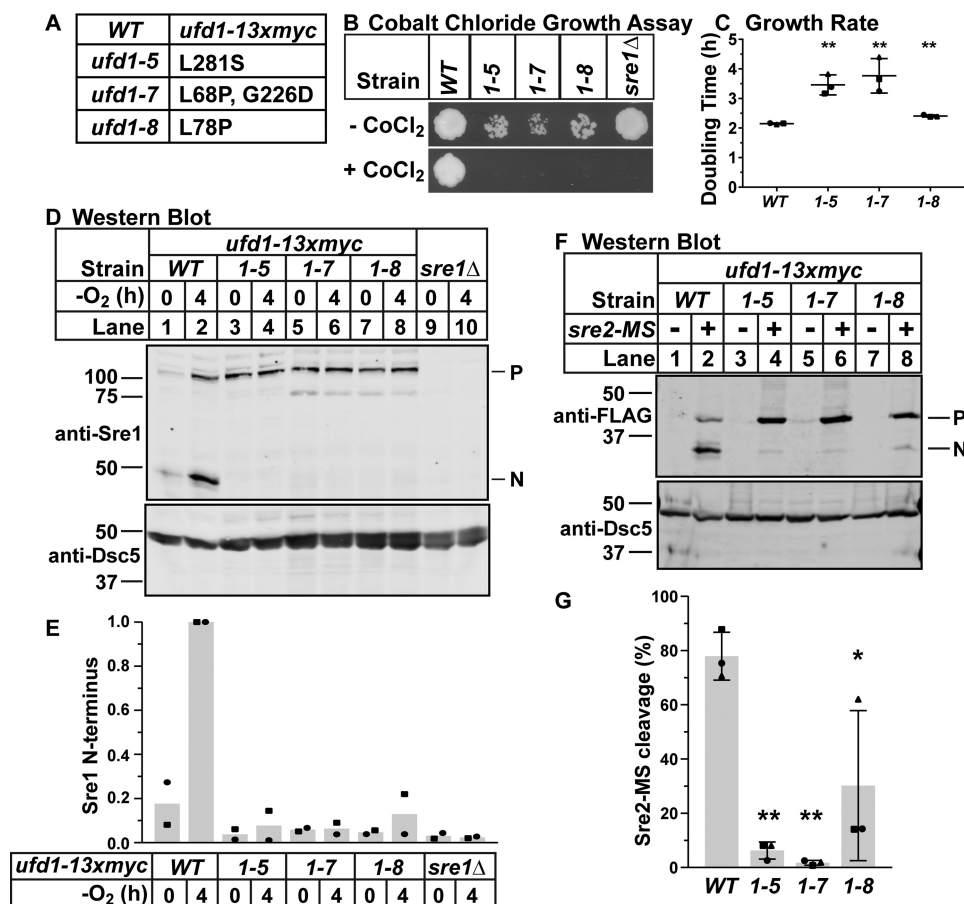 A
WT ufd1-13xmyc
ufd1-5 L281S
ufd1-7 L68P, G226D
ufd1-8 L78P
B Cobalt Chloride Growth Assay
Strain WT 1-5 1-7 1-8 sre1Δ
- CoCl2
+ CoCl2
C Growth Rate
Doubling Time (h)
5
4
3
2
1
0
** ** **
WT 1-5 1-7 1-8
D Western Blot
ufd1-13xmyc
Strain WT 1-5 1-7 1-8 sre1Δ
-O2 (h) 0 4 0 4 0 4 0 4 0 4
Lane 1 2 3 4 5 6 7 8 9 10
100
75
anti-Sre1
50
P
N
50
anti-Dsc5
37
E
Sre1 N-terminus
1.0
0.8
0.6
0.4
0.2
0.0
ufd1-13xmyc WT 1-5 1-7 1-8 sre1Δ
-O2 (h) 0 4 0 4 0 4 0 4 0 4
F Western Blot
ufd1-13xmyc
Strain WT 1-5 1-7 1-8
sre2-MS - + - + - + - +
Lane 1 2 3 4 5 6 7 8
50
anti-FLAG
37
P
N
50
anti-Dsc5
37
G
Sre2-MS cleavage (%)
100
80
60
40
20
0
** ** *
WT 1-5 1-7 1-8